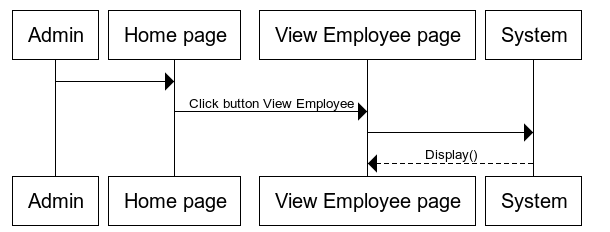 Admin
Home page
View Employee page
System
Click button View Employee
Display()
Admin
Home page
View Employee page
System